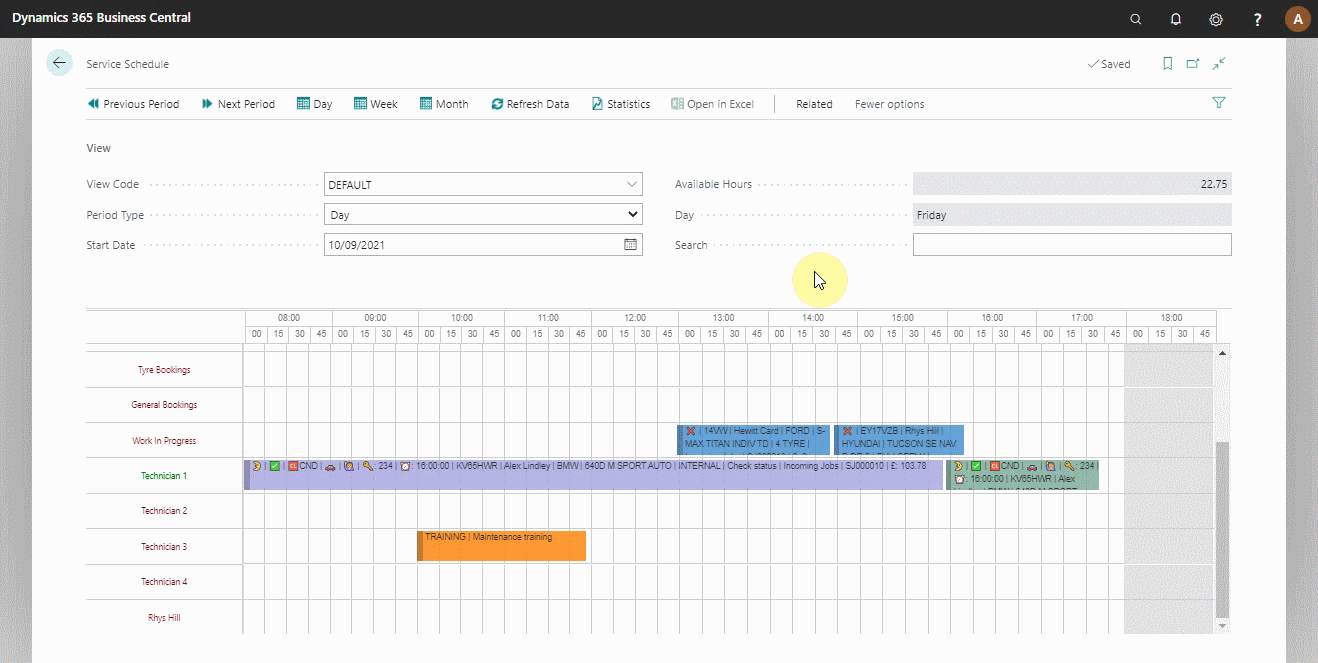 Dynamics 365 Business Central
?
A
Service Schedule
Saved
Previous Period
Next Period
Day
Week
Month
Refresh Data
Statistics
Open in Excel
Related
Fewer options
View
View Code
DEFAULT
Available Hours
22.75
Period Type
Day
Day
Friday
Start Date
10/09/2021
Search
08:00 09:00 10:00 11:00 12:00 13:00 14:00 15:00 16:00 17:00 18:00
00 15 30 45 00 15 30 45 00 15 30 45 00 15 30 45 00 15 30 45 00 15 30 45 00 15 30 45 00 15 30 45 00 15 30 45 00 15 30 45 00 15 30 45
Tyre Bookings
General Bookings
Work In Progress
| 14VW | Hewitt Card | FORD | S-
MAX TITAN INDIV TD | 4 TYRE |
| EY17VZB | Rhys Hill |
HYUNDAI | TUCSON SE NAV
Technician 1
| CL CND | | | : 234 | : 16:00:00 | KV65HWR | Alex Lindley | BMW | 640D M SPORT AUTO | INTERNAL | Check status | Incoming Jobs | SJ000010 | £: 103.78
| CL CND | | | : 234 |
: 16:00:00 | KV65HWR | Alex
Technician 2
Technician 3
TRAINING | Maintenance training
Technician 4
Rhys Hill